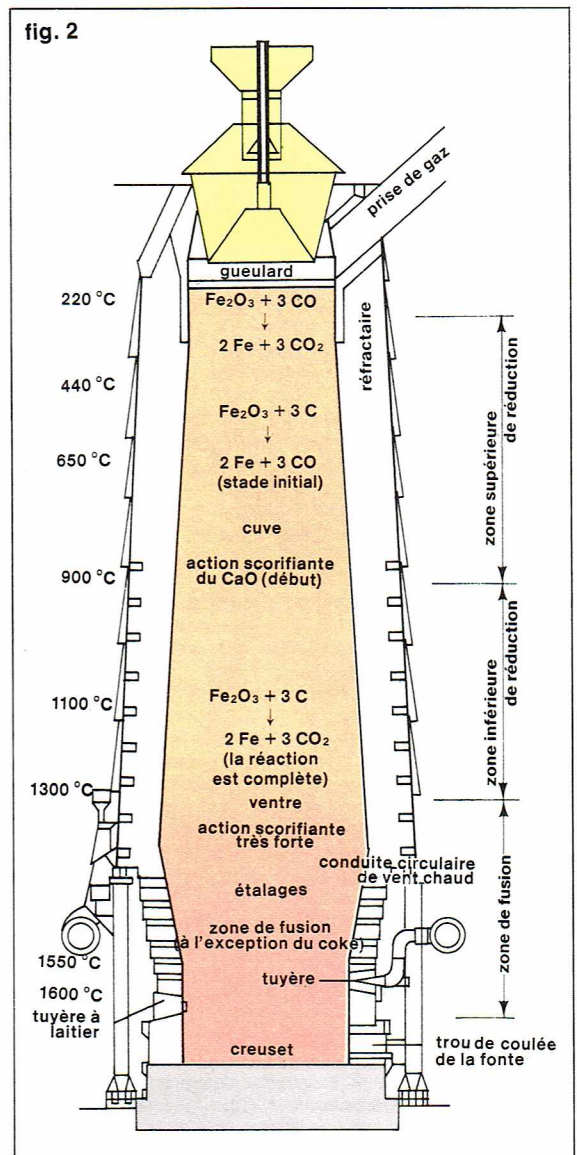 fig. 2
prise de gaz
gueulard
220 °C
Fe₂O₃ + 3 CO
↓
2 Fe + 3 CO₂
réfractaire
440 °C
Fe₂O₃ + 3 C
↓
650 °C
2 Fe + 3 CO
(stade initial)
zone supérieure
de réduction
cuve
action scorifiante
du CaO (début)
900 °C
zone inférieure
de réduction
1100 °C
Fe₂O₃ + 3 C
↓
2 Fe + 3 CO₂
(la réaction
est complète)
1300 °C
ventre
action scorifiante
très forte
conduite circulaire
de vent chaud
étalages
zone de fusion
(à l'exception du coke)
zone de fusion
1550 °C
tuyère
1600 °C
tuyère à
laitier
creuset
trou de coulée
de la fonte